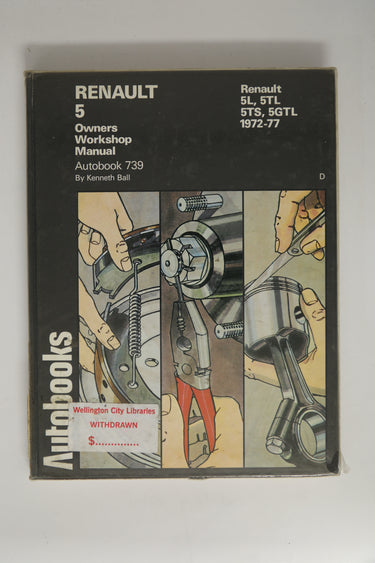 RENAULT
5
Owners
Workshop
Manual
Autobook 739
By Kenneth Ball
Renault
5L, 5TL
5TS, 5GTL
1972-77
D
Autobooks
Wellington City Libraries
WITHDRAWN
$..............